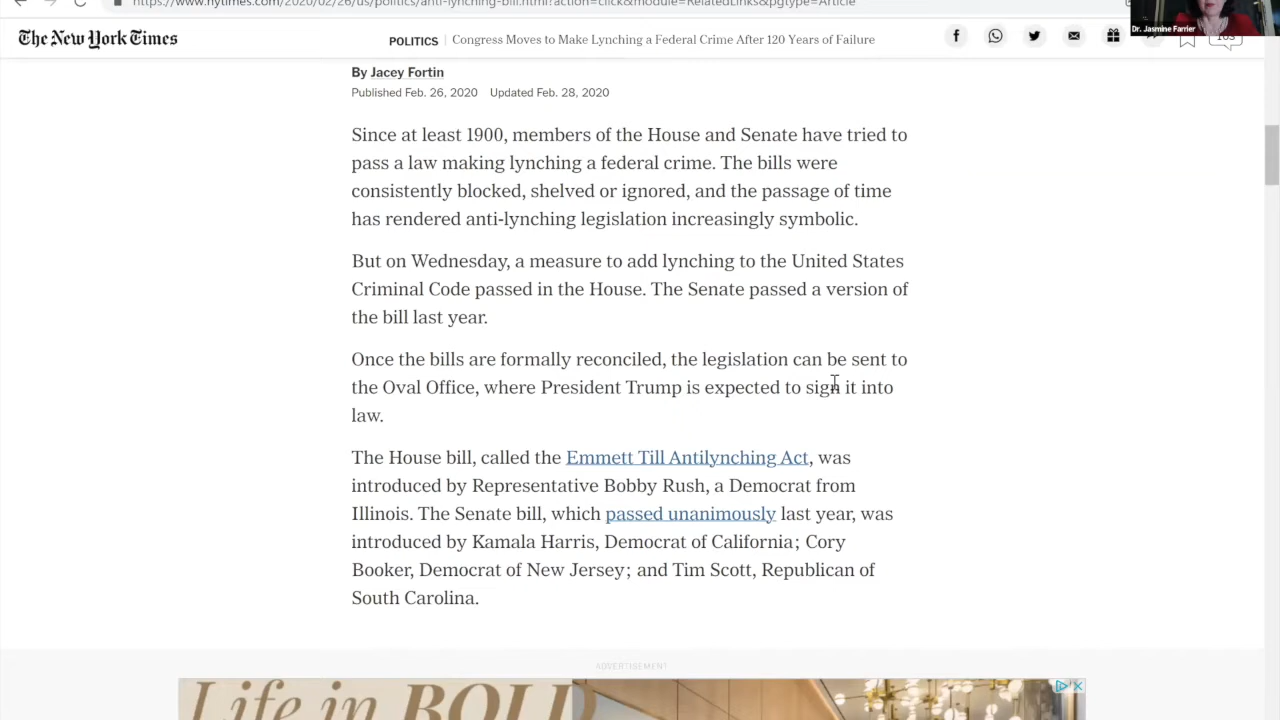 https://www.nytimes.com/2020/02/26/us/politics/anti-lynching-bill.html?action=click&module=RelatedLinks&pgtype=Article
Dr. Jasmine Farrier
The New York Times
POLITICS | Congress Moves to Make Lynching a Federal Crime After 120 Years of Failure
103
By Jacey Fortin
Published Feb. 26, 2020 Updated Feb. 28, 2020
Since at least 1900, members of the House and Senate have tried to
pass a law making lynching a federal crime. The bills were
consistently blocked, shelved or ignored, and the passage of time
has rendered anti-lynching legislation increasingly symbolic.
But on Wednesday, a measure to add lynching to the United States
Criminal Code passed in the House. The Senate passed a version of
the bill last year.
Once the bills are formally reconciled, the legislation can be sent to
the Oval Office, where President Trump is expected to sign it into
law.
The House bill, called the Emmett Till Antilynching Act, was
introduced by Representative Bobby Rush, a Democrat from
Illinois. The Senate bill, which passed unanimously last year, was
introduced by Kamala Harris, Democrat of California; Cory
Booker, Democrat of New Jersey; and Tim Scott, Republican of
South Carolina.
ADVERTISEMENT
Life in BOLD